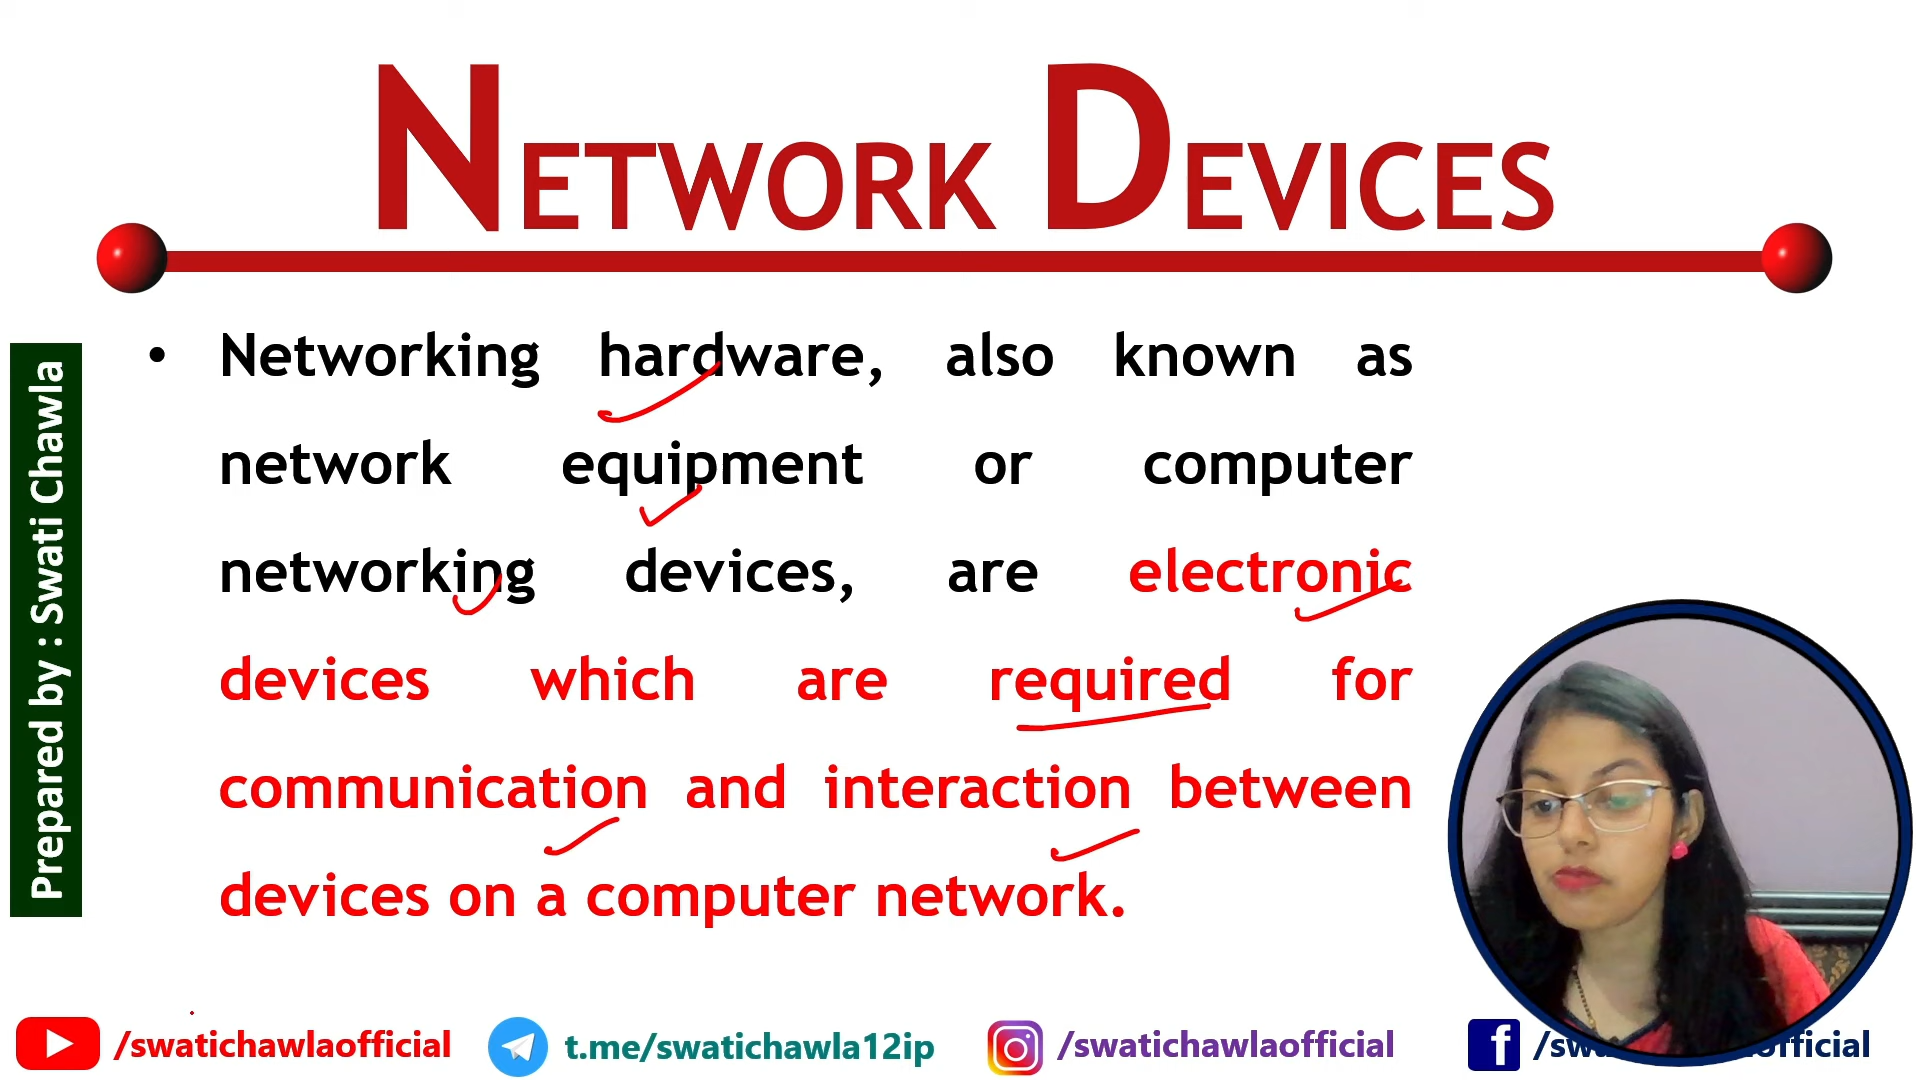 NETWORK DEVICES
• Networking hardware, also known as
network equipment or computer
networking devices, are electronic
devices which are required for
communication and interaction between
devices on a computer network.
Prepared by : Swati Chawla
/swatichawlaofficial
t.me/swatichawla12ip
/swatichawlaofficial